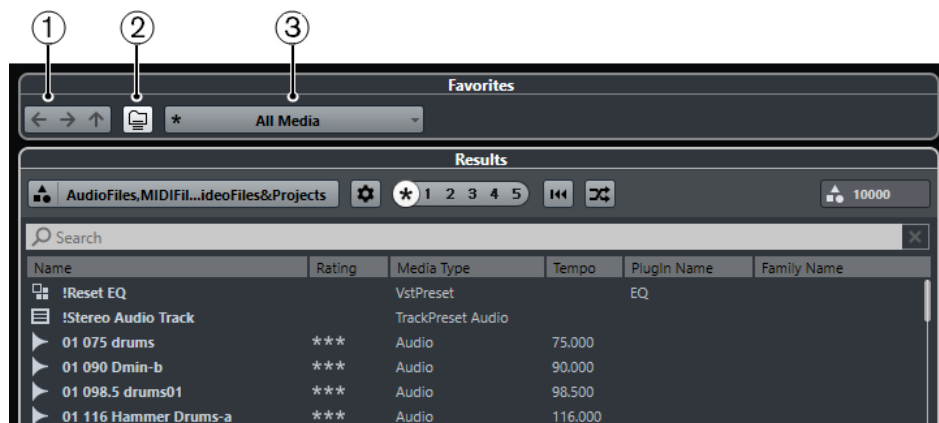 1 2 3
Favorites
* All Media
Results
AudioFiles,MIDIFil...ideoFiles&Projects * 1 2 3 4 5 10000
Search
Name Rating Media Type Tempo PlugIn Name Family Name
!Reset EQ VstPreset EQ
!Stereo Audio Track TrackPreset Audio
01 075 drums *** Audio 75.000
01 090 Dmin-b *** Audio 90.000
01 098.5 drums01 *** Audio 98.500
01 116 Hammer Drums-a *** Audio 116.000